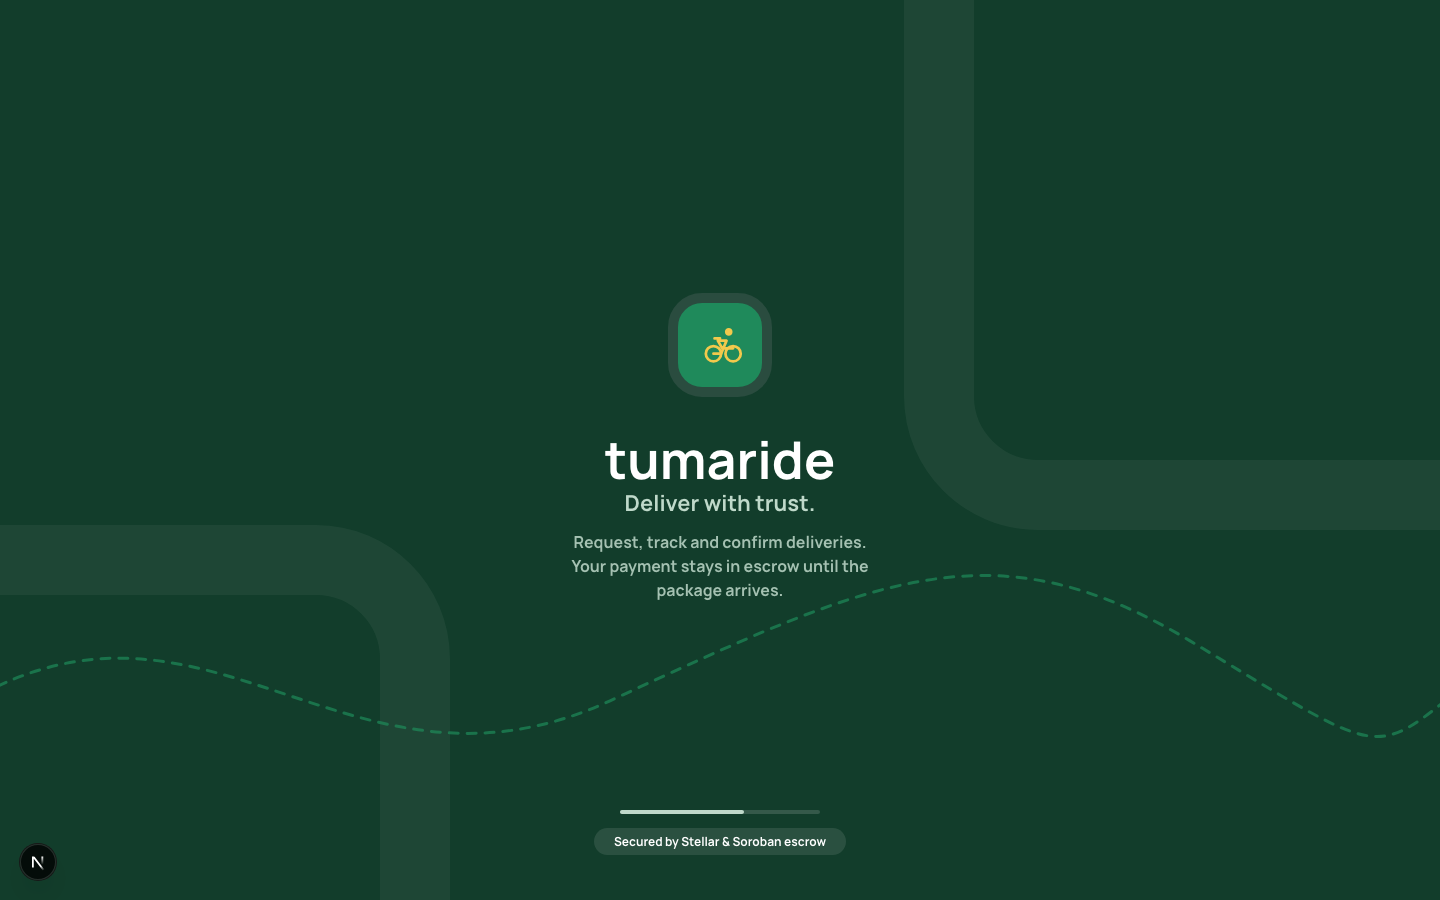 tumaride
Deliver with trust.
Request, track and confirm deliveries.
Your payment stays in escrow until the
package arrives.
Secured by Stellar & Soroban escrow
N